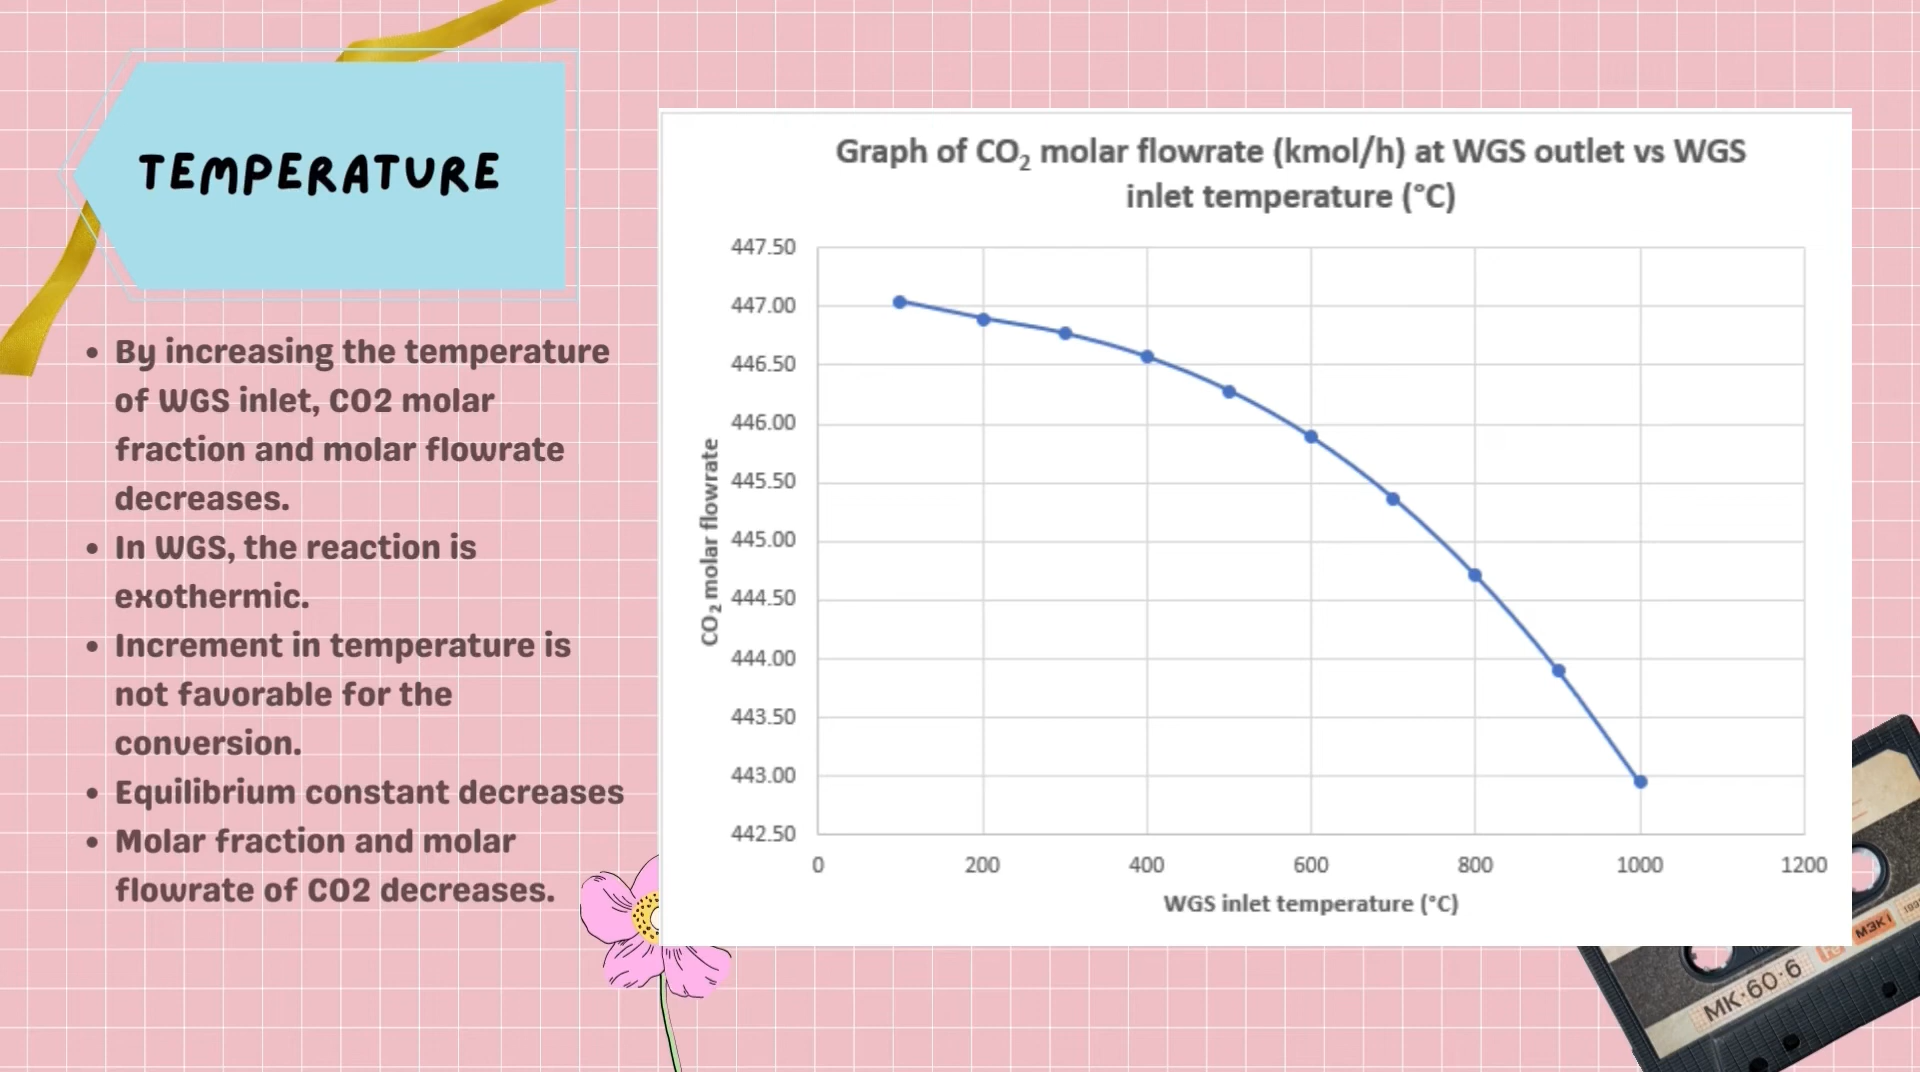 TEMPERATURE
• By increasing the temperature
of WGS inlet, CO2 molar
fraction and molar flowrate
decreases.
• In WGS, the reaction is
exothermic.
• Increment in temperature is
not favorable for the
conversion.
• Equilibrium constant decreases
• Molar fraction and molar
flowrate of CO2 decreases.
Graph of CO₂ molar flowrate (kmol/h) at WGS outlet vs WGS
inlet temperature (°C)
CO₂ molar flowrate
447.50
447.00
446.50
446.00
445.50
445.00
444.50
444.00
443.50
443.00
442.50
0 200 400 600 800 1000 1200
WGS inlet temperature (°C)
МЭК I
МК·60·6